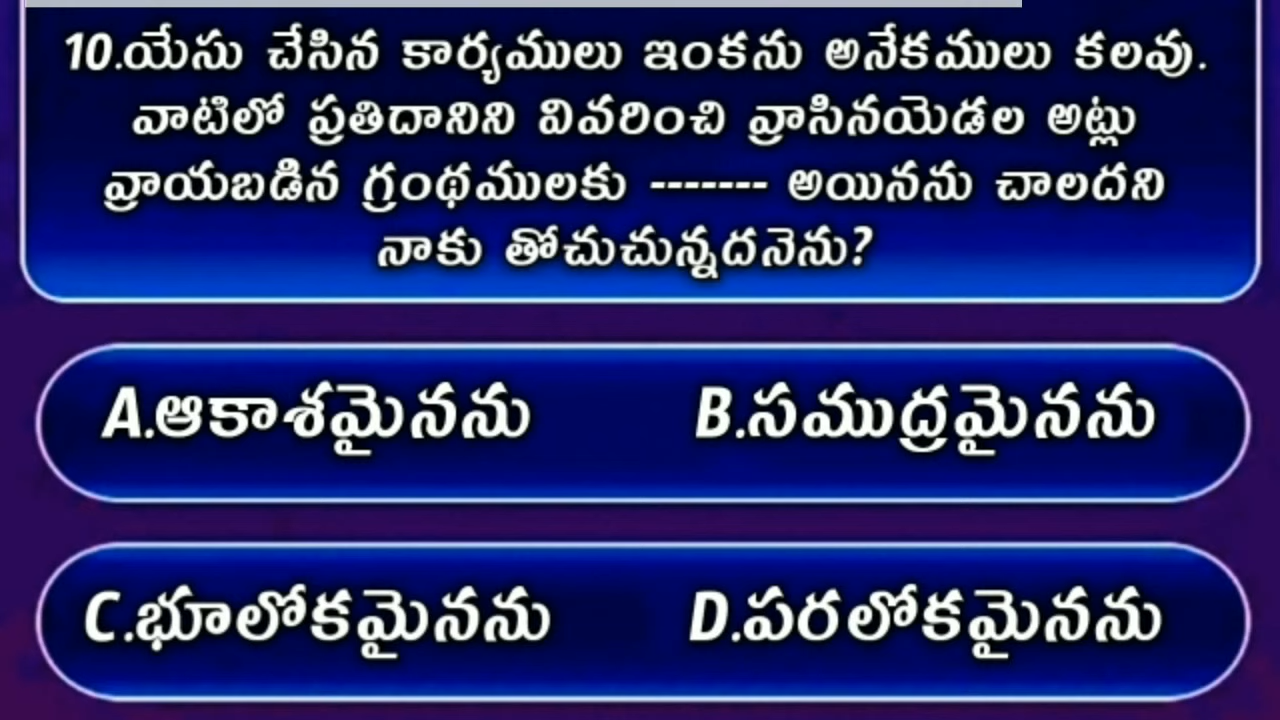 10.యేసు చేసిన కార్యములు ఇంకను అనేకములు కలవు.
వాటిలో ప్రతిదానిని వివరించి వ్రాసినయెడల అట్లు
వ్రాయబడిన గ్రంథములకు ------- అయినను చాలదని
నాకు తోచుచున్నదనెను?
A.ఆకాశమైనను B.సముద్రమైనను
C.భూలోకమైనను D.పరలోకమైనను